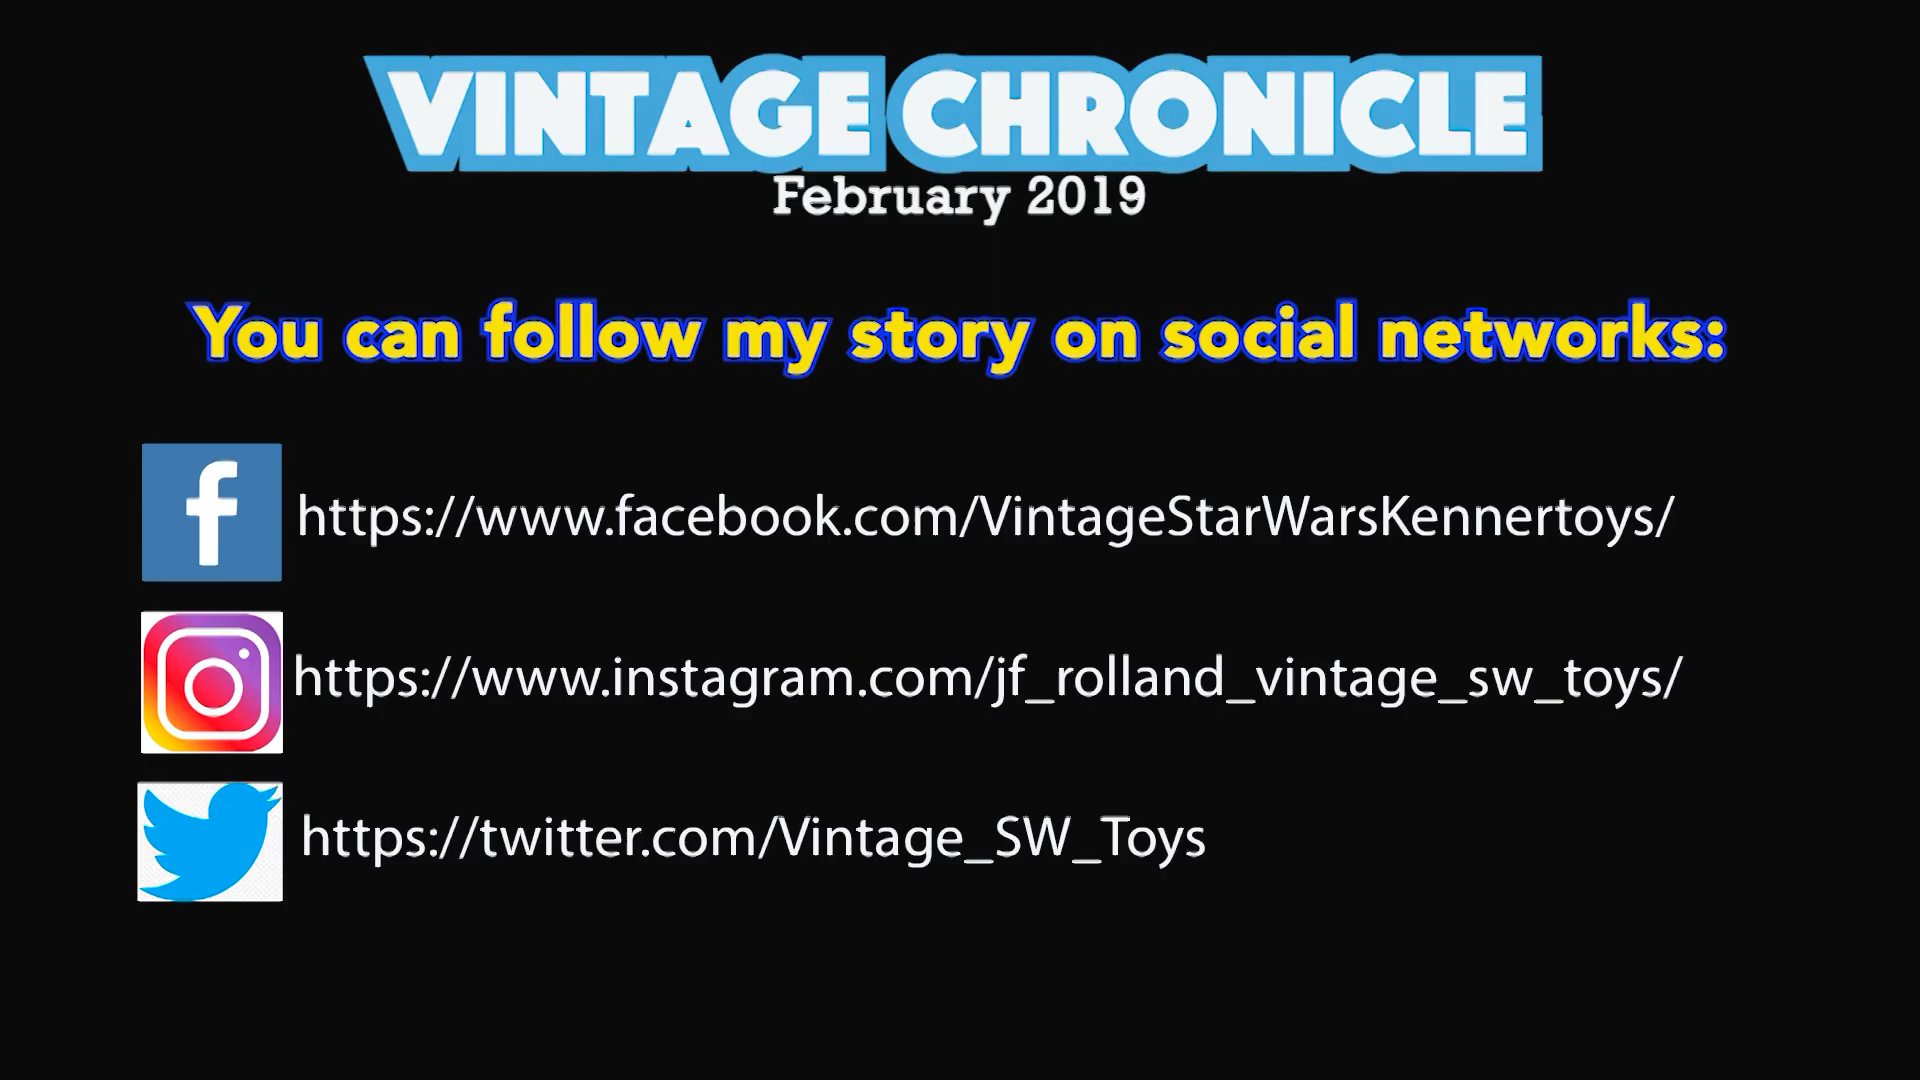 VINTAGE CHRONICLE
February 2019
You can follow my story on social networks:
f https://www.facebook.com/VintageStarWarsKennertoys/
https://www.instagram.com/jf_rolland_vintage_sw_toys/
https://twitter.com/Vintage_SW_Toys